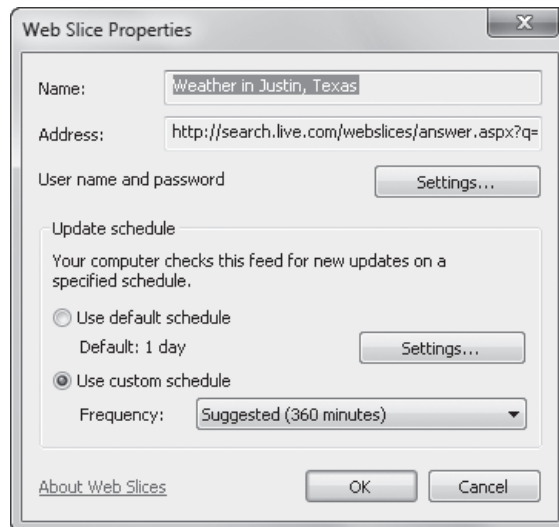 Web Slice Properties
Name:
Weather in Justin, Texas
Address:
http://search.live.com/webslices/answer.aspx?q=
User name and password
Settings...
Update schedule
Your computer checks this feed for new updates on a
specified schedule.
Use default schedule
Default: 1 day
Settings...
Use custom schedule
Frequency:
Suggested (360 minutes)
About Web Slices
OK
Cancel